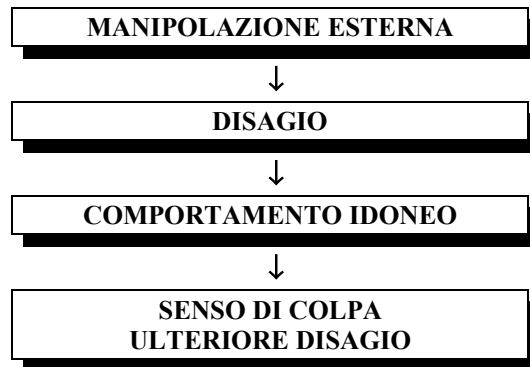 MANIPOLAZIONE ESTERNA
↓
DISAGIO
↓
COMPORTAMENTO IDONEO
↓
SENSO DI COLPA
ULTERIORE DISAGIO